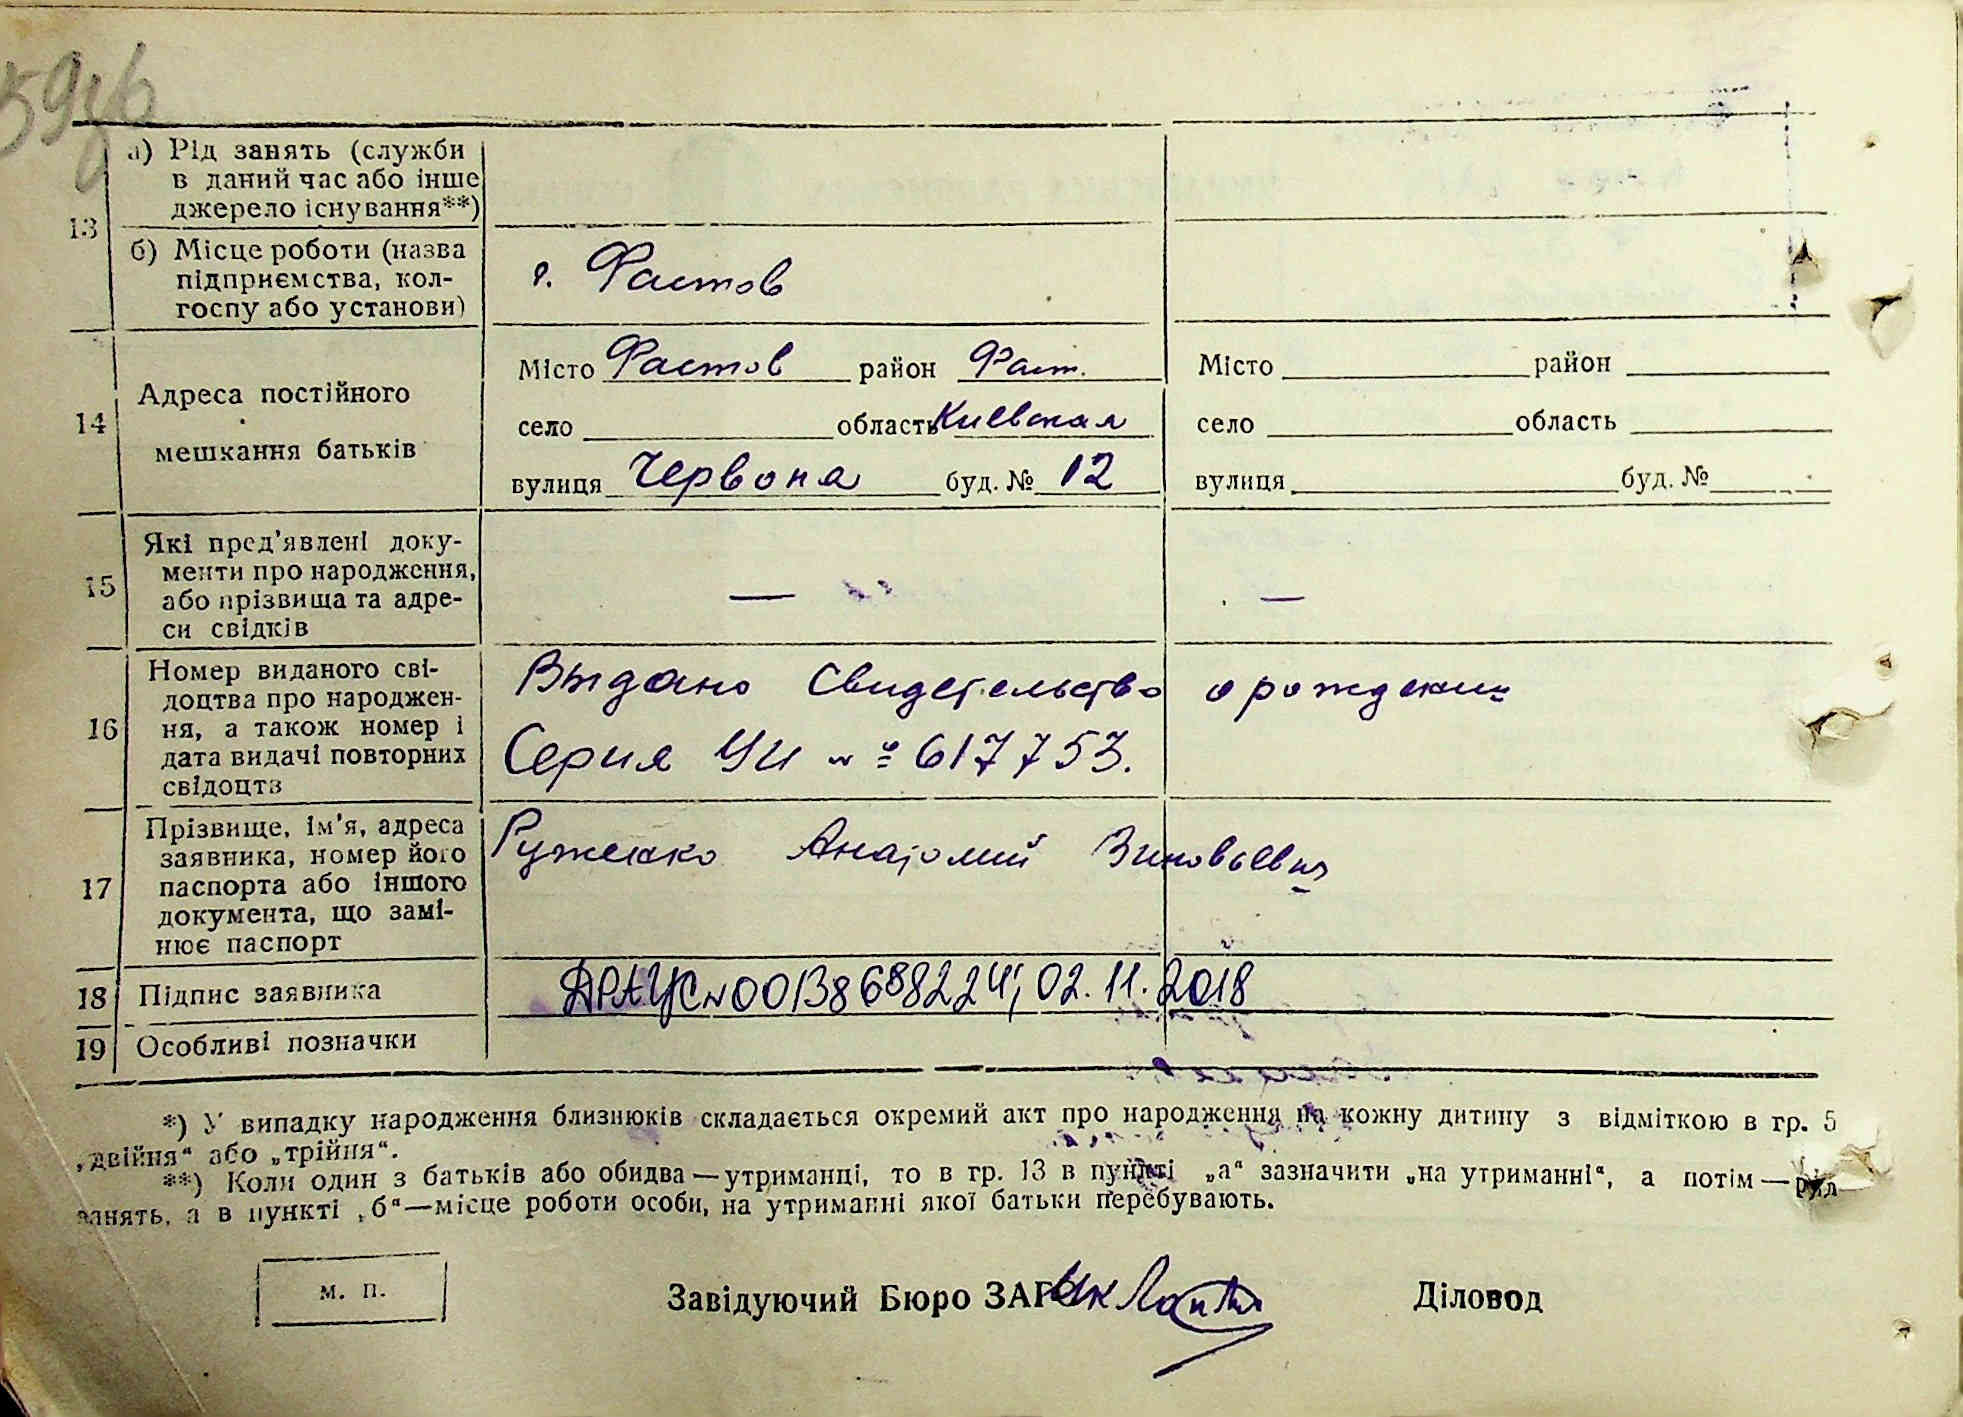 13
а) Рід занять (служби
в даний час або інше
джерело існування**)
б) Місце роботи (назва
підприємства, кол-
госпу або установи)
г. Фастов
14
Адреса постійного
мешкання батьків
Місто Фастов район Фаст.
село область Киевская
вулиця Червона буд. № 12
Місто район
село область
вулиця буд. №
15
Які пред’явлені доку-
менти про народження,
або прізвища та адре-
си свідків
— —
16
Номер виданого сві-
доцтва про народжен-
ня, а також номер і
дата видачі повторних
свідоцтв
Выдано Свидетельство о рождении
Серия УИ № 617753.
17
Прізвище, ім’я, адреса
заявника, номер його
паспорта або іншого
документа, що замі-
нює паспорт
Руженко Анатолий Зиновьевич
18 Підпис заявника
ДРАЦС №00138688224; 02.11.2018
19 Особливі позначки
*) У випадку народження близнюків складається окремий акт про народження на кожну дитину з відміткою в гр. 5
„двійня“ або „трійня“.
**) Коли один з батьків або обидва—утриманці, то в гр. 13 в пункті „а“ зазначити „на утриманні“, а потім—рід
занять, а в пункті „б“—місце роботи особи, на утриманні якої батьки перебувають.
м. п.
Завідуючий Бюро ЗАГС
Діловод